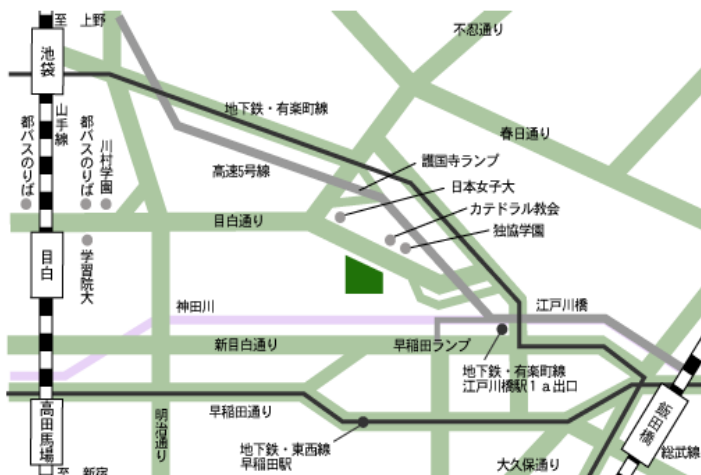 至 上野
不忍通り
池袋
山手線
都バスのりば
都バスのりば
川村学園
地下鉄・有楽町線
春日通り
高速5号線
護国寺ランプ
日本女子大
カテドラル教会
独協学園
目白通り
目白
学習院大
神田川
江戸川橋
新目白通り
早稲田ランプ
地下鉄・有楽町線
江戸川橋駅1a出口
高田馬場
明治通り
早稲田通り
地下鉄・東西線
早稲田駅
飯田橋
総武線
大久保通り
至 新宿